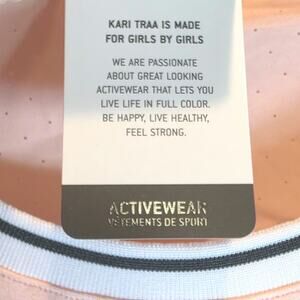 KARI TRAA IS MADE
FOR GIRLS BY GIRLS
WE ARE PASSIONATE
ABOUT GREAT LOOKING
ACTIVEWEAR THAT LETS YOU
LIVE LIFE IN FULL COLOR.
BE HAPPY, LIVE HEALTHY,
FEEL STRONG.
ACTIVEWEAR
VÊTEMENTS DE SPORT